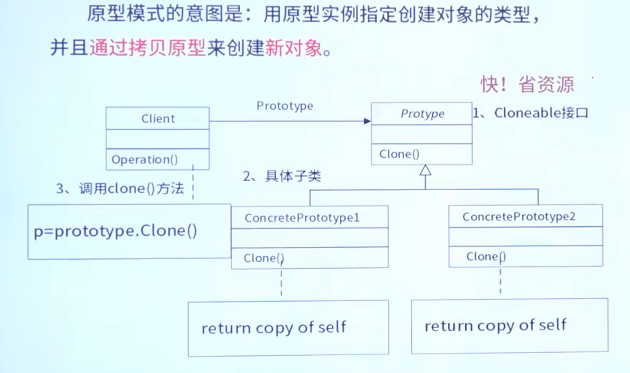 原型模式的意图是：用原型实例指定创建对象的类型，
并且通过拷贝原型来创建新对象。
快！省资源
Prototype
Client
Protype
1、Cloneable接口
Operation()
Clone()
3、调用clone()方法
2、具体子类
p=prototype.Clone()
ConcretePrototype1
ConcretePrototype2
Clone()
Clone()
return copy of self
return copy of self